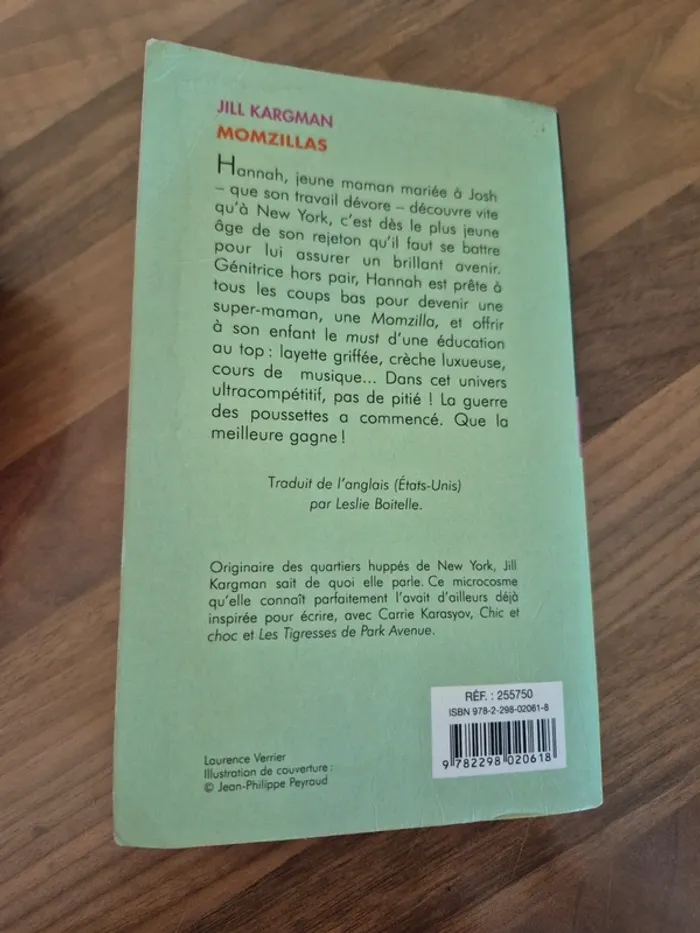 JILL KARGMAN
MOMZILLAS
Hannah, jeune maman mariée à Josh
– que son travail dévore – découvre vite
qu'à New York, c'est dès le plus jeune
âge de son rejeton qu'il faut se battre
pour lui assurer un brillant avenir.
Génitrice hors pair, Hannah est prête à
tous les coups bas pour devenir une
super-maman, une Momzilla, et offrir
à son enfant le must d'une éducation
au top : layette griffée, crèche luxueuse,
cours de musique... Dans cet univers
ultracompétitif, pas de pitié ! La guerre
des poussettes a commencé. Que la
meilleure gagne !
Traduit de l'anglais (États-Unis)
par Leslie Boitelle.
Originaire des quartiers huppés de New York, Jill
Kargman sait de quoi elle parle. Ce microcosme
qu'elle connaît parfaitement l'avait d'ailleurs déjà
inspirée pour écrire, avec Carrie Karasyov, Chic et
choc et Les Tigresses de Park Avenue.
RÉF. : 255750
ISBN 978-2-298-02061-8
9 782298 020618
Laurence Verrier
Illustration de couverture :
© Jean-Philippe Peyraud